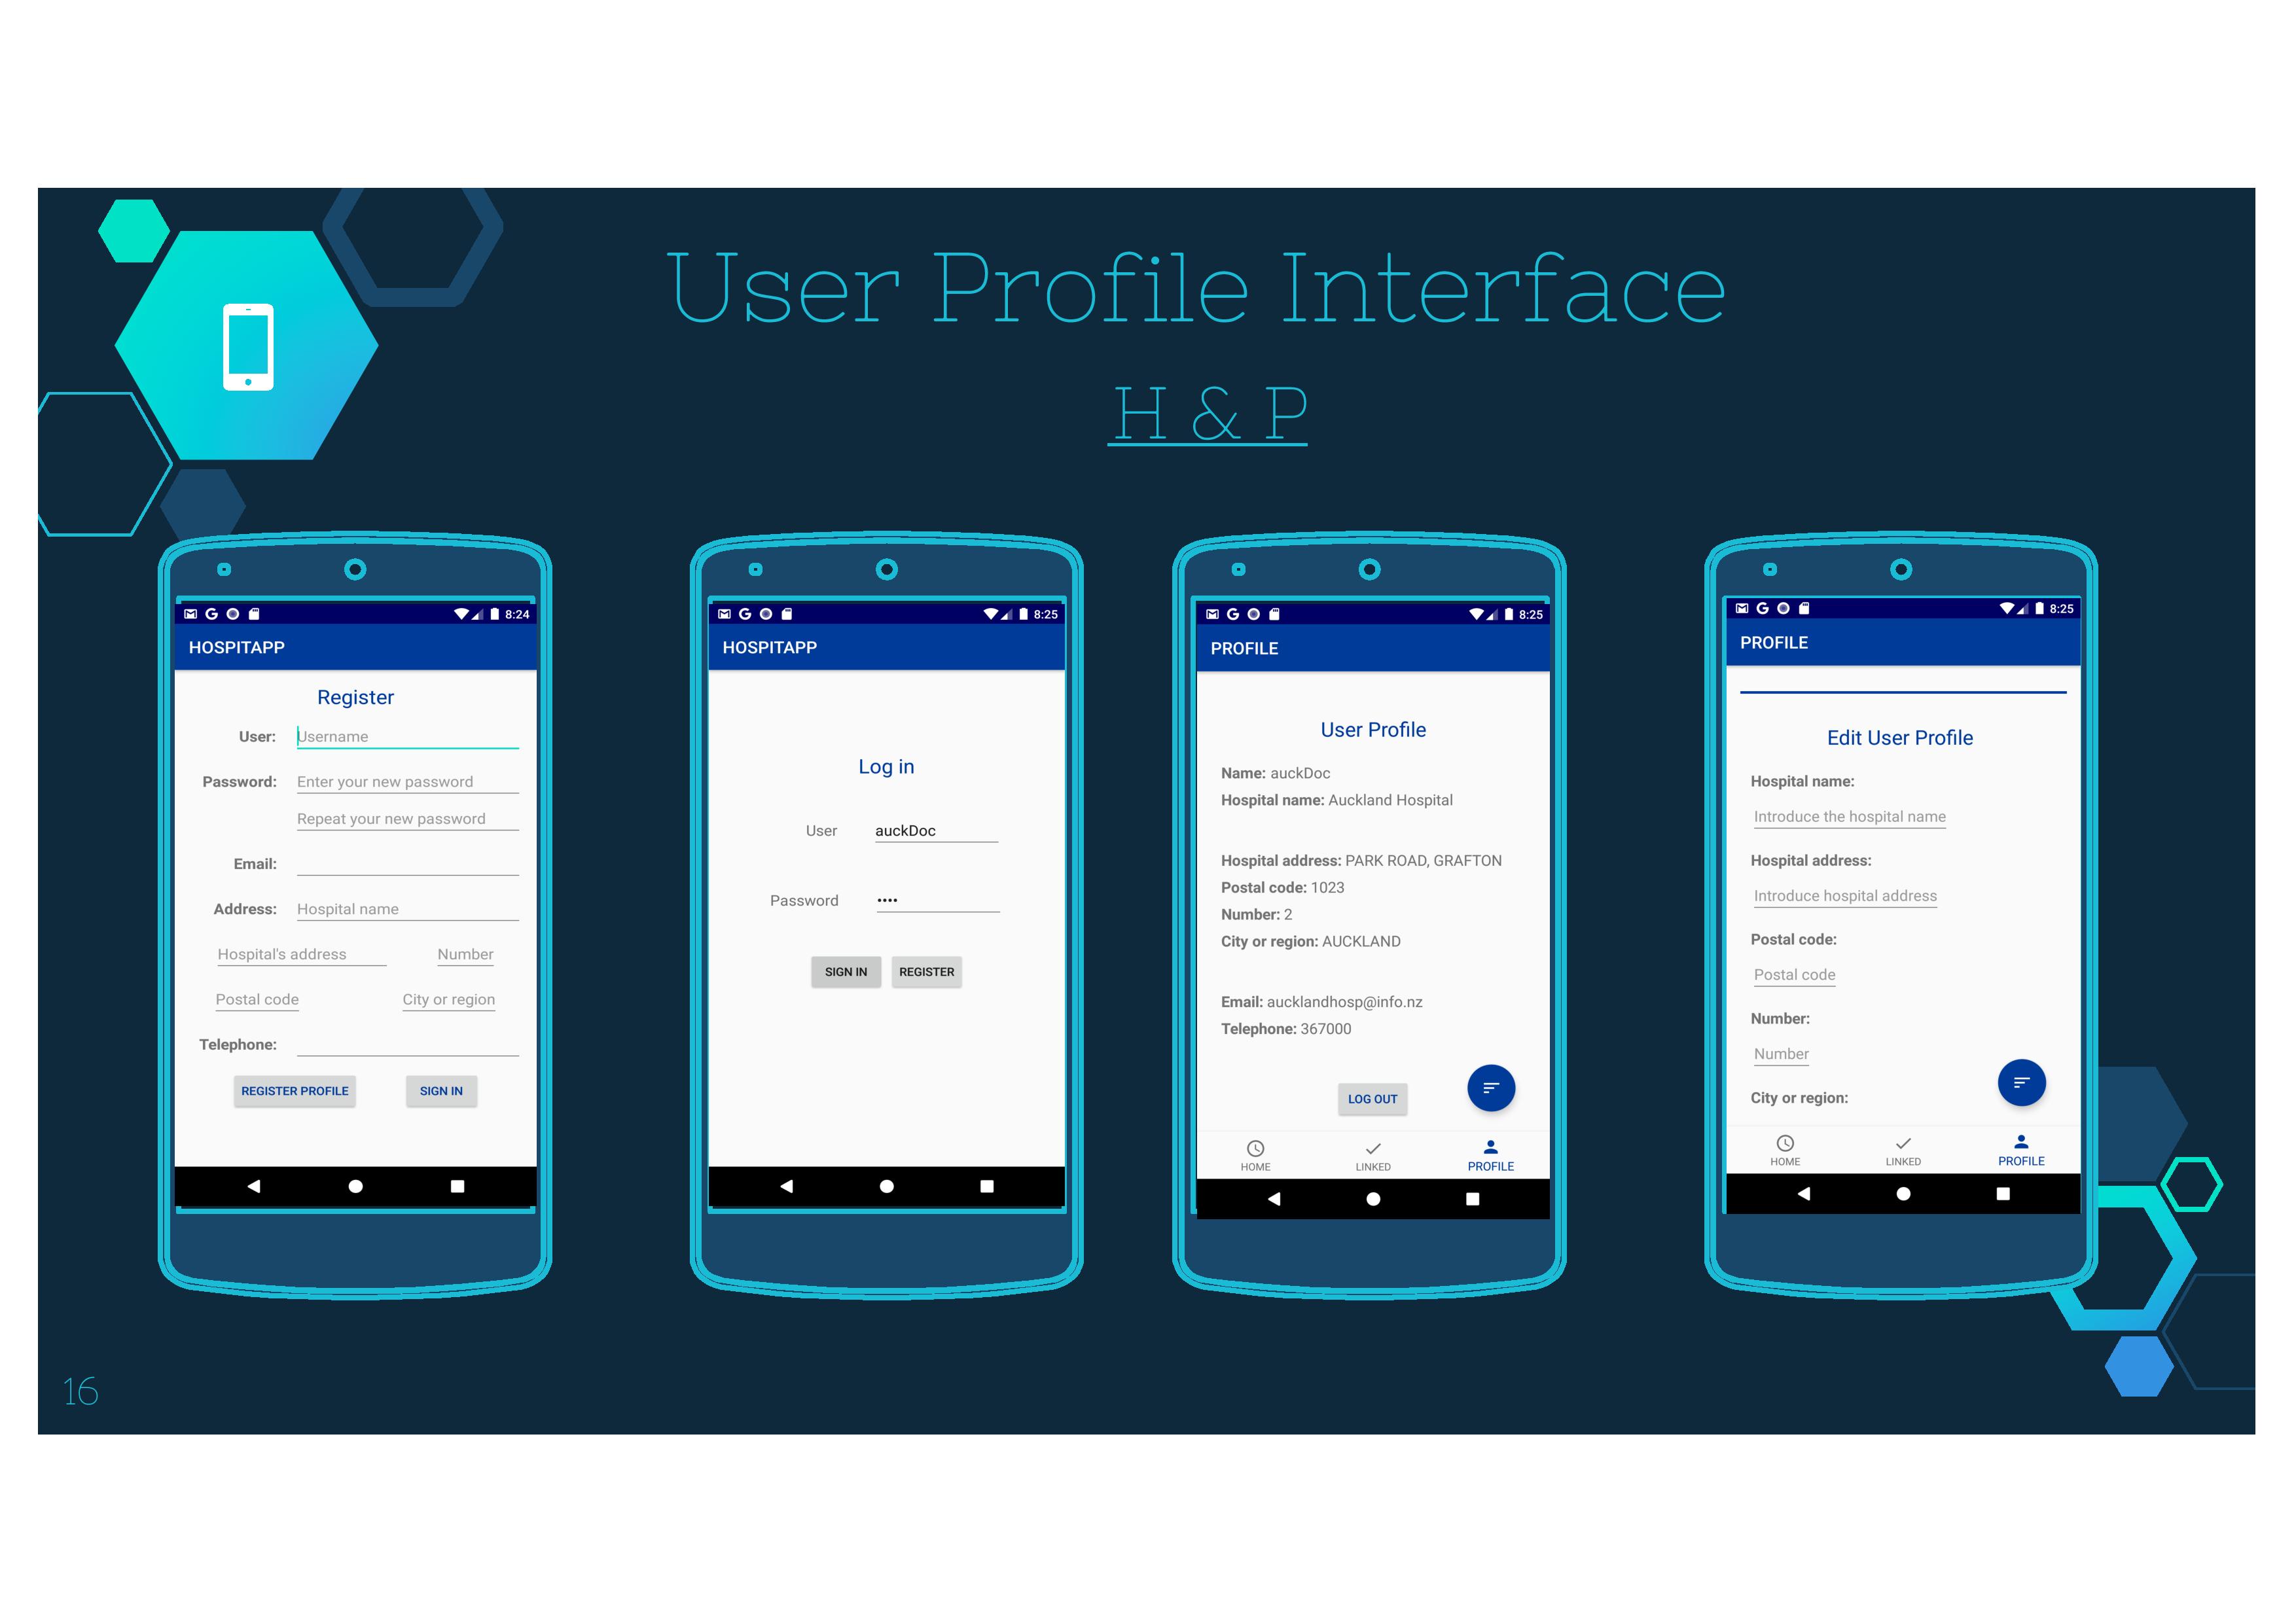 User Profile Interface
H & P
8:24
HOSPITAPP
Register
User: Username
Password: Enter your new password
Repeat your new password
Email:
Address: Hospital name
Hospital's address Number
Postal code City or region
Telephone:
REGISTER PROFILE SIGN IN
8:25
HOSPITAPP
Log in
User auckDoc
Password ••••
SIGN IN REGISTER
8:25
PROFILE
User Profile
Name: auckDoc
Hospital name: Auckland Hospital
Hospital address: PARK ROAD, GRAFTON
Postal code: 1023
Number: 2
City or region: AUCKLAND
Email: aucklandhosp@info.nz
Telephone: 367000
LOG OUT
HOME LINKED PROFILE
8:25
PROFILE
Edit User Profile
Hospital name:
Introduce the hospital name
Hospital address:
Introduce hospital address
Postal code:
Postal code
Number:
Number
City or region:
HOME LINKED PROFILE
16